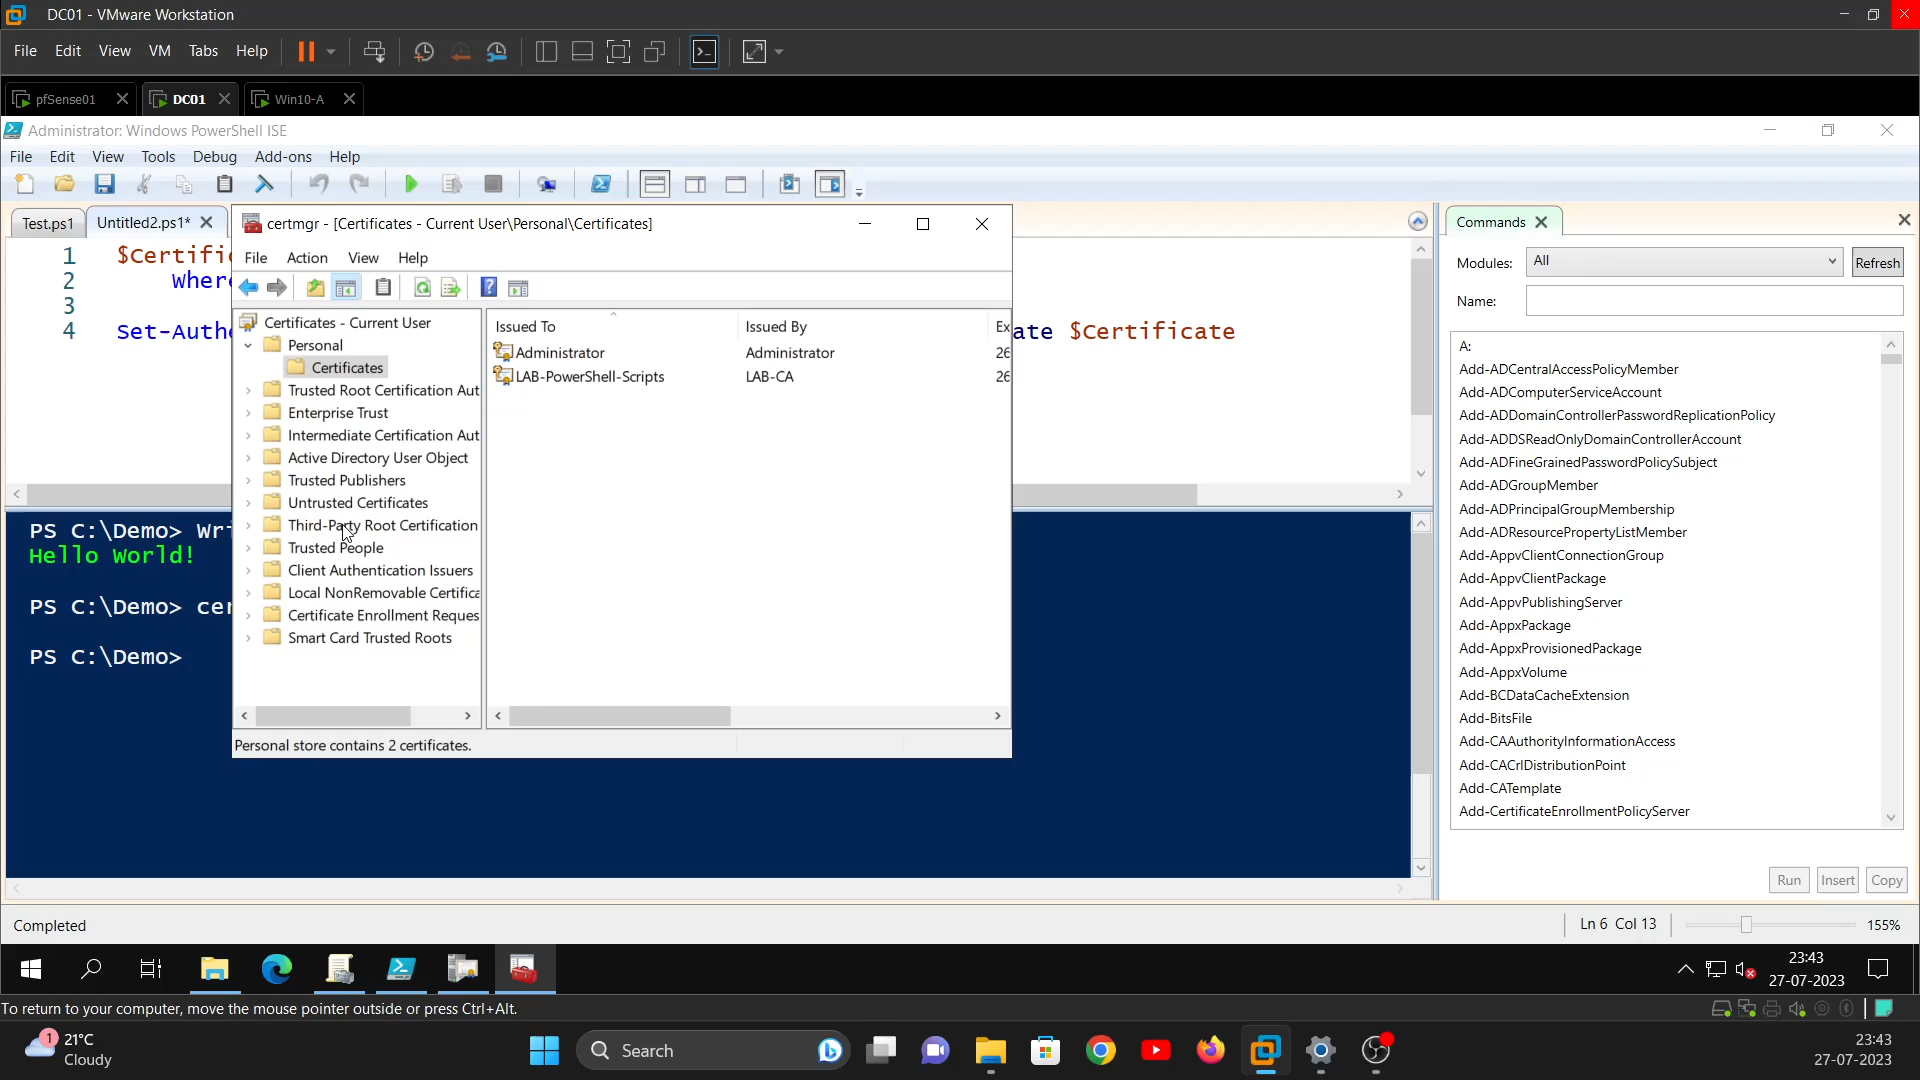 DC01 - VMware Workstation
File Edit View VM Tabs Help
pfSense01 DC01 Win10-A
Administrator: Windows PowerShell ISE
File Edit View Tools Debug Add-ons Help
Test.ps1 Untitled2.ps1*
1 $Certific
2 Where
3
4 Set-Auth ate $Certificate
certmgr - [Certificates - Current User\Personal\Certificates]
File Action View Help
Certificates - Current User
Personal
Certificates
Trusted Root Certification Aut
Enterprise Trust
Intermediate Certification Aut
Active Directory User Object
Trusted Publishers
Untrusted Certificates
Third-Party Root Certification
Trusted People
Client Authentication Issuers
Local NonRemovable Certifica
Certificate Enrollment Reques
Smart Card Trusted Roots
Issued To Issued By Ex
Administrator Administrator 26
LAB-PowerShell-Scripts LAB-CA 26
Personal store contains 2 certificates.
PS C:\Demo> Wri
Hello World!
PS C:\Demo> cer
PS C:\Demo>
Commands
Modules: All Refresh
Name:
A:
Add-ADCentralAccessPolicyMember
Add-ADComputerServiceAccount
Add-ADDomainControllerPasswordReplicationPolicy
Add-ADDSReadOnlyDomainControllerAccount
Add-ADFineGrainedPasswordPolicySubject
Add-ADGroupMember
Add-ADPrincipalGroupMembership
Add-ADResourcePropertyListMember
Add-AppvClientConnectionGroup
Add-AppvClientPackage
Add-AppvPublishingServer
Add-AppxPackage
Add-AppxProvisionedPackage
Add-AppxVolume
Add-BCDataCacheExtension
Add-BitsFile
Add-CAAuthorityInformationAccess
Add-CACrlDistributionPoint
Add-CATemplate
Add-CertificateEnrollmentPolicyServer
Run Insert Copy
Completed Ln 6 Col 13 155%
23:43
27-07-2023
To return to your computer, move the mouse pointer outside or press Ctrl+Alt.
1 21°C
Cloudy
Search
23:43
27-07-2023